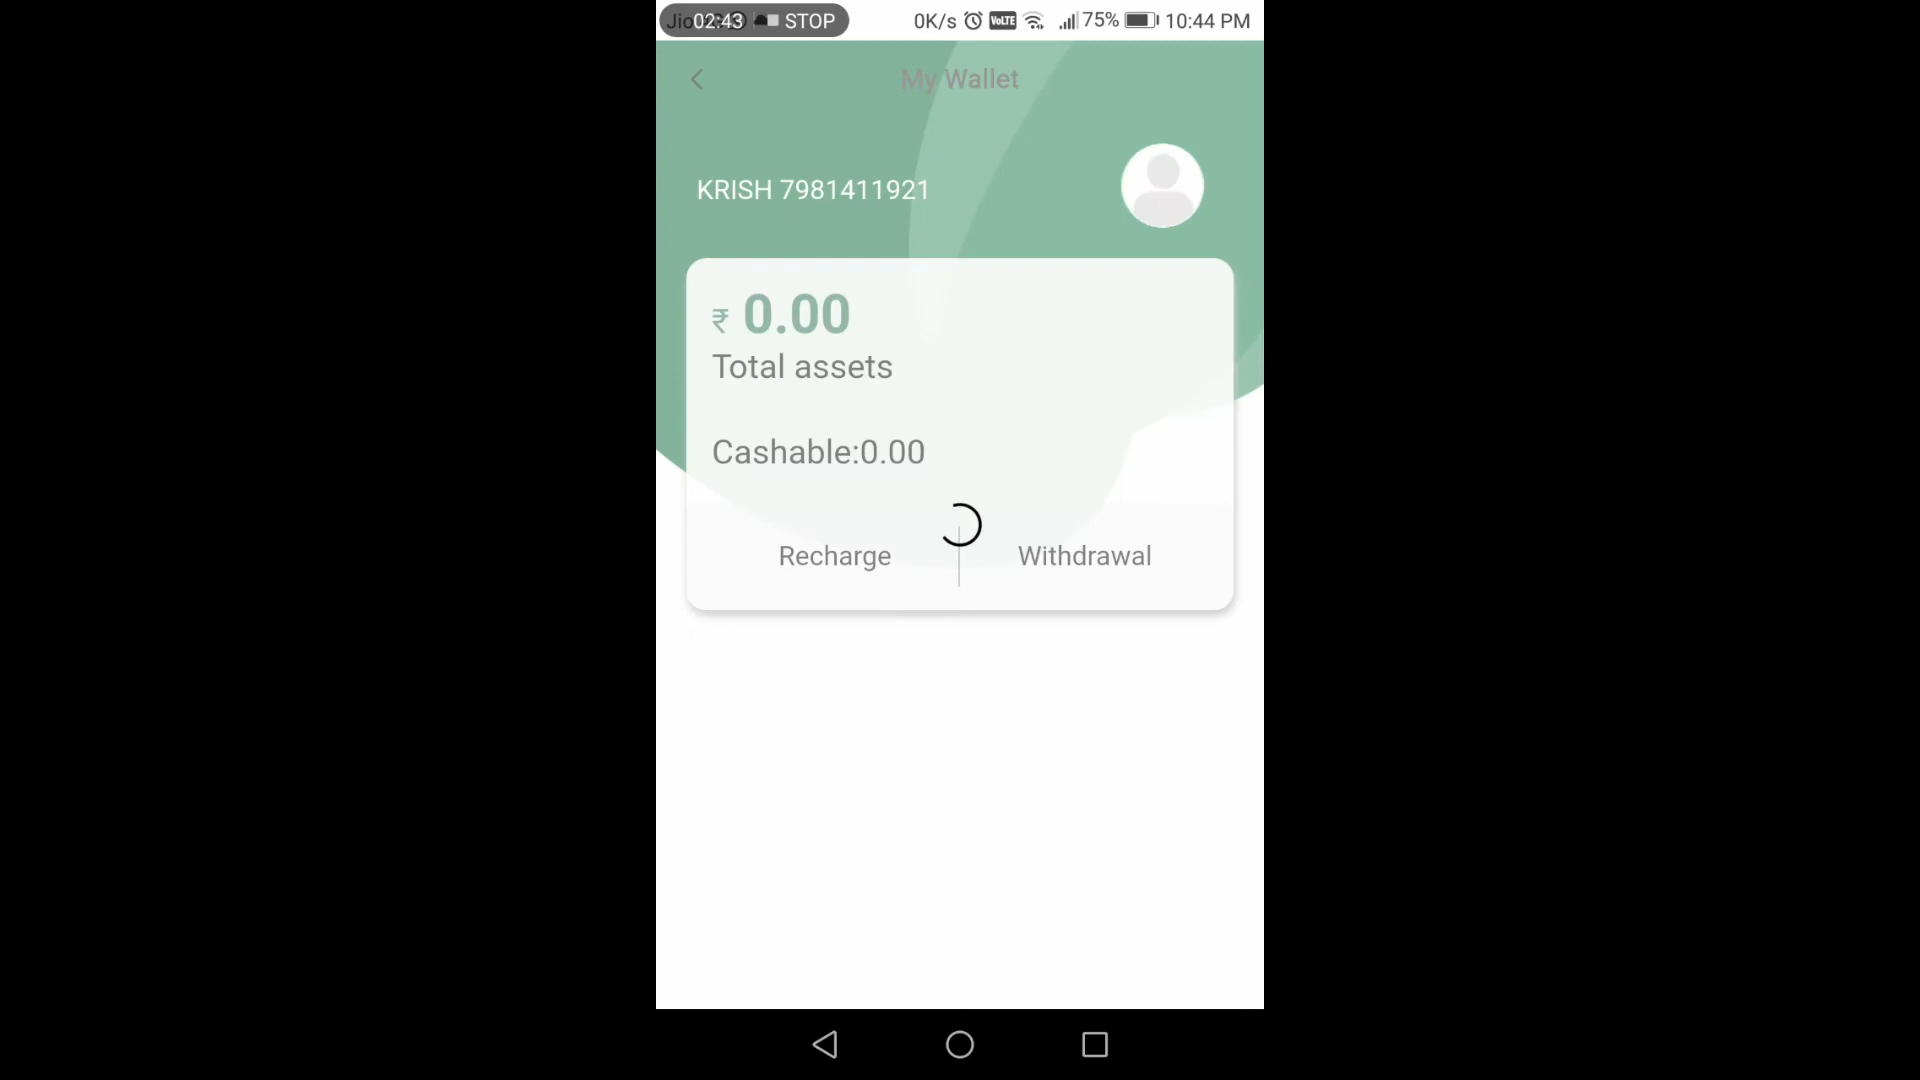 02:43 STOP 0K/s VoLTE 75% 10:44 PM
My Wallet
KRISH 7981411921
₹ 0.00
Total assets
Cashable:0.00
Recharge Withdrawal